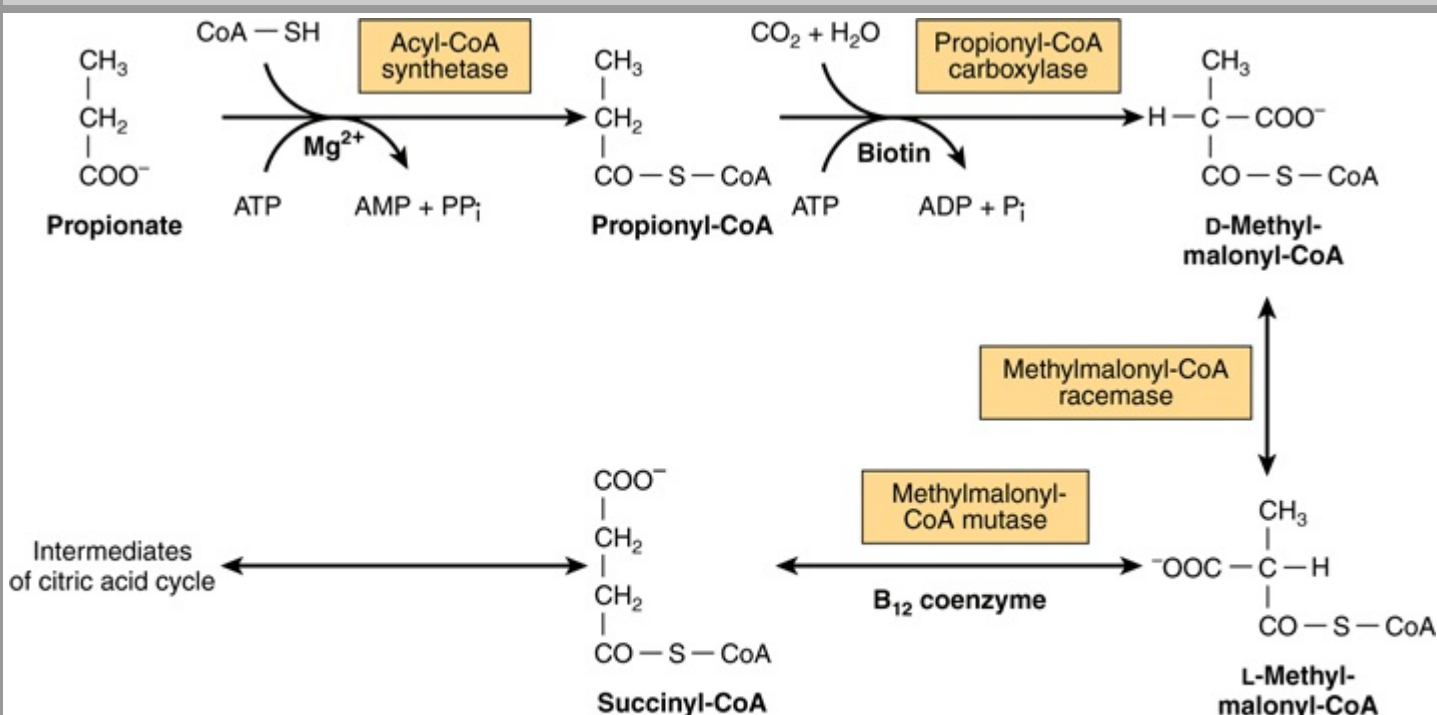 CoA — SH
Acyl-CoA
synthetase
CO₂ + H₂O
Propionyl-CoA
carboxylase
CH₃
CH₂
COO⁻
Mg²⁺
ATP
AMP + PPᵢ
Propionate
CH₃
CH₂
CO — S — CoA
Propionyl-CoA
Biotin
ATP
ADP + Pᵢ
CH₃
H — C — COO⁻
CO — S — CoA
D-Methyl-
malonyl-CoA
Methylmalonyl-CoA
racemase
CH₃
⁻OOC — C — H
CO — S — CoA
L-Methyl-
malonyl-CoA
Methylmalonyl-
CoA mutase
B₁₂ coenzyme
COO⁻
CH₂
CH₂
CO — S — CoA
Succinyl-CoA
Intermediates
of citric acid cycle